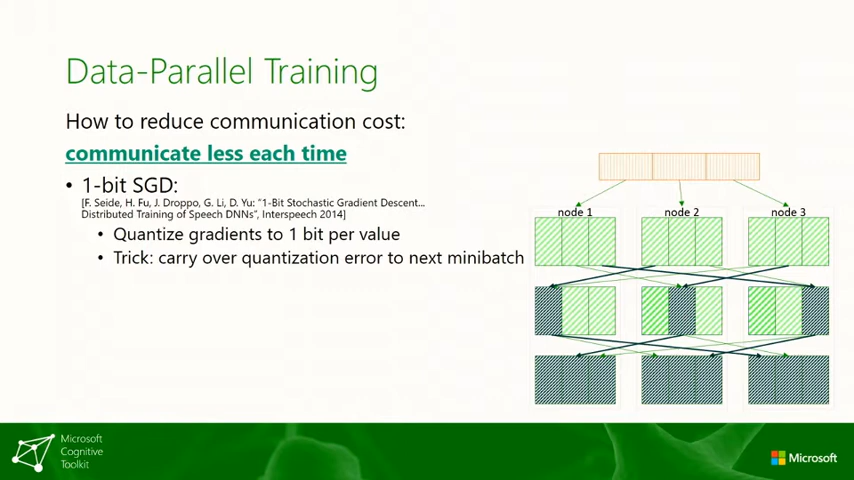 Data-Parallel Training
How to reduce communication cost:
communicate less each time
• 1-bit SGD:
[F. Seide, H. Fu, J. Droppo, G. Li, D. Yu: "1-Bit Stochastic Gradient Descent...
Distributed Training of Speech DNNs", Interspeech 2014]
• Quantize gradients to 1 bit per value
• Trick: carry over quantization error to next minibatch
node 1 node 2 node 3
Microsoft
Cognitive
Toolkit
Microsoft